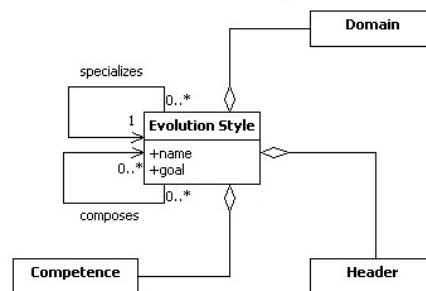 Domain
specializes
0..*
1
Evolution Style
+name
+goal
0..*
0..*
composes
Competence
Header